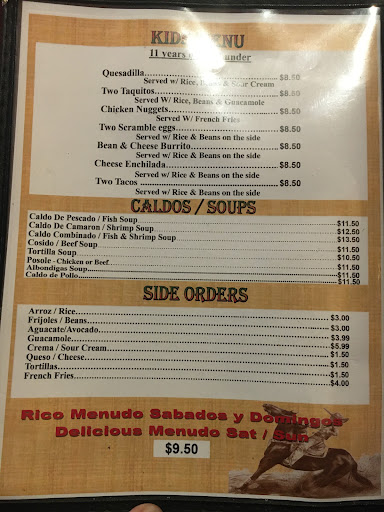 KIDS MENU
11 years under
Quesadilla $8.50
Served w/ Rice, Beans & Sour Cream
Two Taquitos $8.50
Served W/ Rice, Beans & Guacamole
Chicken Nuggets $8.50
Served W/ French Fries
Two Scramble eggs $8.50
Served w/ Rice & Beans on the side
Bean & Cheese Burrito $8.50
Served w/ Rice & Beans on the side
Cheese Enchilada $8.50
Served w/ Rice & Beans on the side
Two Tacos $8.50
Served w/ Rice & Beans on the side
CALDOS / SOUPS
Caldo De Pescado / Fish Soup $11.50
Caldo De Camaron / Shrimp Soup $12.50
Caldo Combinado / Fish & Shrimp Soup $13.50
Cosido / Beef Soup
Tortilla Soup $10.50
Posole - Chicken or Beef
Albondigas Soup $11.50
Caldo de Pollo $11.50
SIDE ORDERS
Arroz / Rice
Frijoles / Beans $3.00
Aguacate/Avocado $3.00
Guacamole $3.99
Crema / Sour Cream $5.99
Queso / Cheese $1.50
Tortillas $1.50
French Fries $4.00
Rico Menudo Sabados y Domingos
Delicious Menudo Sat / Sun
$9.50